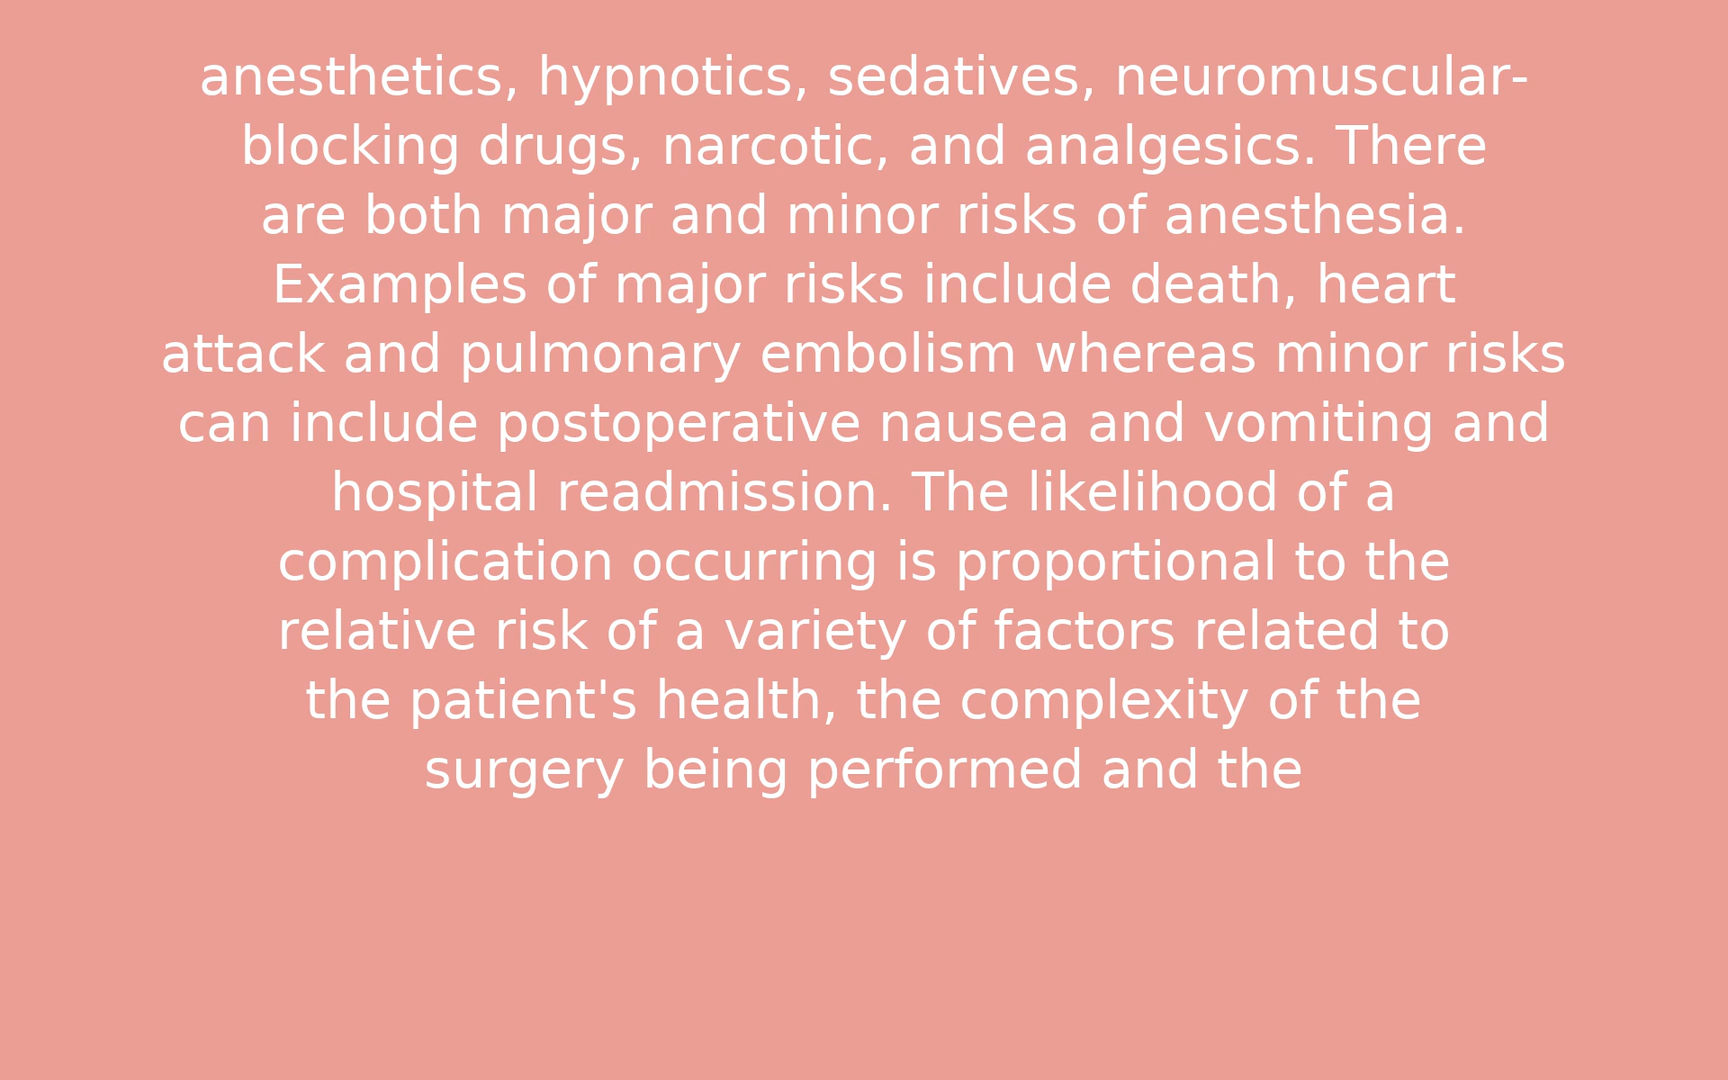 anesthetics, hypnotics, sedatives, neuromuscular-
blocking drugs, narcotic, and analgesics. There
are both major and minor risks of anesthesia.
Examples of major risks include death, heart
attack and pulmonary embolism whereas minor risks
can include postoperative nausea and vomiting and
hospital readmission. The likelihood of a
complication occurring is proportional to the
relative risk of a variety of factors related to
the patient's health, the complexity of the
surgery being performed and the